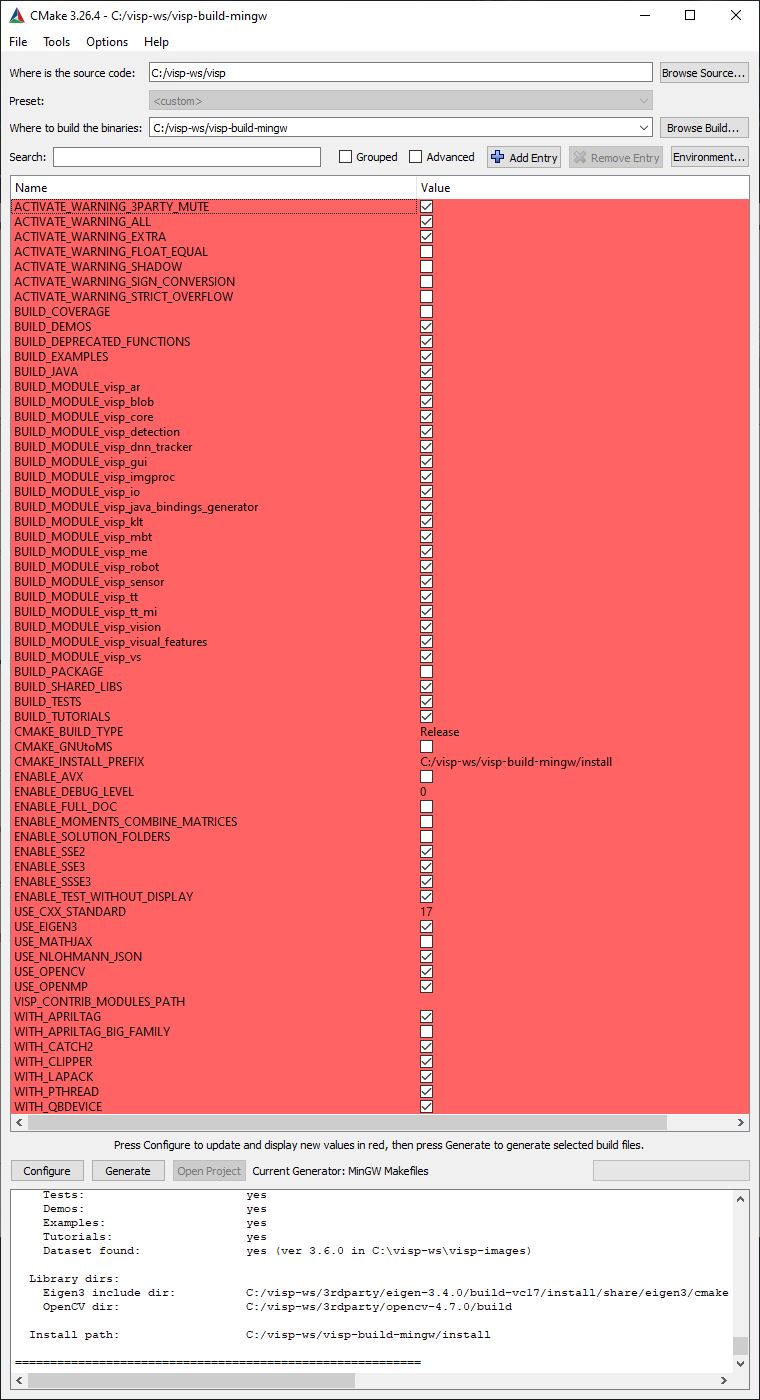 CMake 3.26.4 - C:/visp-ws/visp-build-mingw
File Tools Options Help
Where is the source code: C:/visp-ws/visp Browse Source...
Preset: <custom>
Where to build the binaries: C:/visp-ws/visp-build-mingw Browse Build...
Search: Grouped Advanced Add Entry Remove Entry Environment...
Name Value
ACTIVATE_WARNING_3PARTY_MUTE
ACTIVATE_WARNING_ALL
ACTIVATE_WARNING_EXTRA
ACTIVATE_WARNING_FLOAT_EQUAL
ACTIVATE_WARNING_SHADOW
ACTIVATE_WARNING_SIGN_CONVERSION
ACTIVATE_WARNING_STRICT_OVERFLOW
BUILD_COVERAGE
BUILD_DEMOS
BUILD_DEPRECATED_FUNCTIONS
BUILD_EXAMPLES
BUILD_JAVA
BUILD_MODULE_visp_ar
BUILD_MODULE_visp_blob
BUILD_MODULE_visp_core
BUILD_MODULE_visp_detection
BUILD_MODULE_visp_dnn_tracker
BUILD_MODULE_visp_gui
BUILD_MODULE_visp_imgproc
BUILD_MODULE_visp_io
BUILD_MODULE_visp_java_bindings_generator
BUILD_MODULE_visp_klt
BUILD_MODULE_visp_mbt
BUILD_MODULE_visp_me
BUILD_MODULE_visp_robot
BUILD_MODULE_visp_sensor
BUILD_MODULE_visp_tt
BUILD_MODULE_visp_tt_mi
BUILD_MODULE_visp_vision
BUILD_MODULE_visp_visual_features
BUILD_MODULE_visp_vs
BUILD_PACKAGE
BUILD_SHARED_LIBS
BUILD_TESTS
BUILD_TUTORIALS
CMAKE_BUILD_TYPE Release
CMAKE_GNUtoMS
CMAKE_INSTALL_PREFIX C:/visp-ws/visp-build-mingw/install
ENABLE_AVX
ENABLE_DEBUG_LEVEL 0
ENABLE_FULL_DOC
ENABLE_MOMENTS_COMBINE_MATRICES
ENABLE_SOLUTION_FOLDERS
ENABLE_SSE2
ENABLE_SSE3
ENABLE_SSSE3
ENABLE_TEST_WITHOUT_DISPLAY
USE_CXX_STANDARD 17
USE_EIGEN3
USE_MATHJAX
USE_NLOHMANN_JSON
USE_OPENCV
USE_OPENMP
VISP_CONTRIB_MODULES_PATH
WITH_APRILTAG
WITH_APRILTAG_BIG_FAMILY
WITH_CATCH2
WITH_CLIPPER
WITH_LAPACK
WITH_PTHREAD
WITH_QBDEVICE
Press Configure to update and display new values in red, then press Generate to generate selected build files.
Configure Generate Open Project Current Generator: MinGW Makefiles
Tests: yes
Demos: yes
Examples: yes
Tutorials: yes
Dataset found: yes (ver 3.6.0 in C:\visp-ws\visp-images)
Library dirs:
Eigen3 include dir: C:/visp-ws/3rdparty/eigen-3.4.0/build-vc17/install/share/eigen3/cmake
OpenCV dir: C:/visp-ws/3rdparty/opencv-4.7.0/build
Install path: C:/visp-ws/visp-build-mingw/install
==========================================================